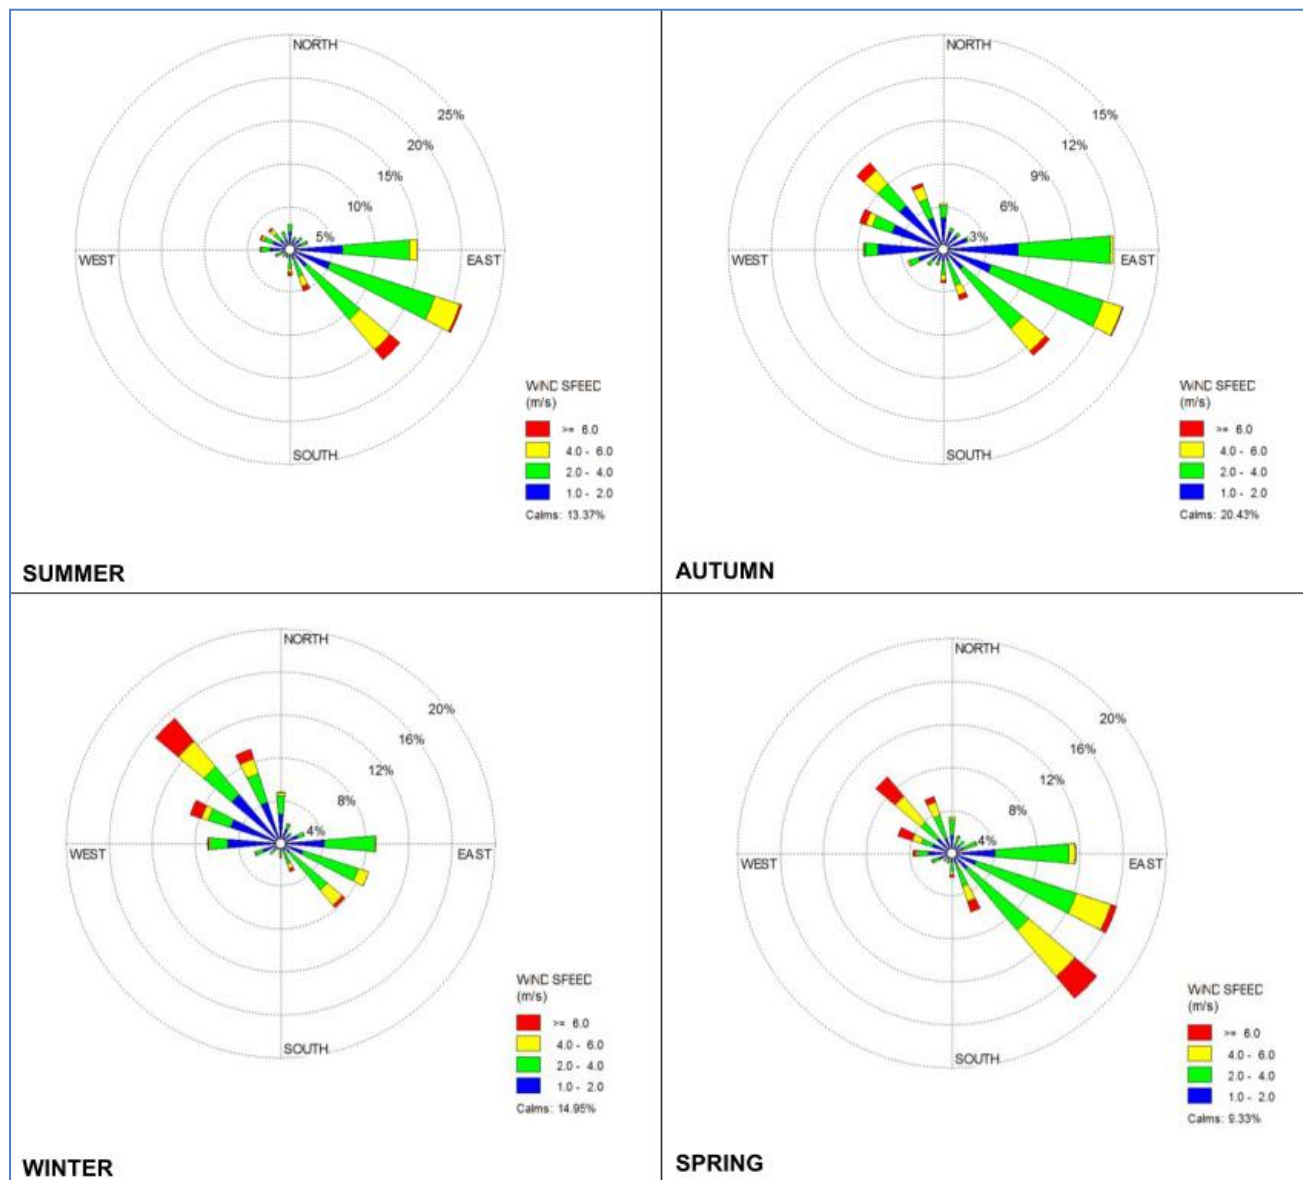 NORTH
25%
20%
15%
10%
5%
WEST
EAST
SOUTH
WIND SPEED
(m/s)
>= 6.0
4.0 - 6.0
2.0 - 4.0
1.0 - 2.0
Calms: 13.37%
SUMMER
NORTH
15%
12%
9%
6%
3%
WEST
EAST
SOUTH
WIND SPEED
(m/s)
>= 6.0
4.0 - 6.0
2.0 - 4.0
1.0 - 2.0
Calms: 20.43%
AUTUMN
NORTH
20%
16%
12%
8%
4%
WEST
EAST
SOUTH
WIND SPEED
(m/s)
>= 6.0
4.0 - 6.0
2.0 - 4.0
1.0 - 2.0
Calms: 14.95%
WINTER
NORTH
20%
16%
12%
8%
4%
WEST
EAST
SOUTH
WIND SPEED
(m/s)
>= 6.0
4.0 - 6.0
2.0 - 4.0
1.0 - 2.0
Calms: 9.33%
SPRING